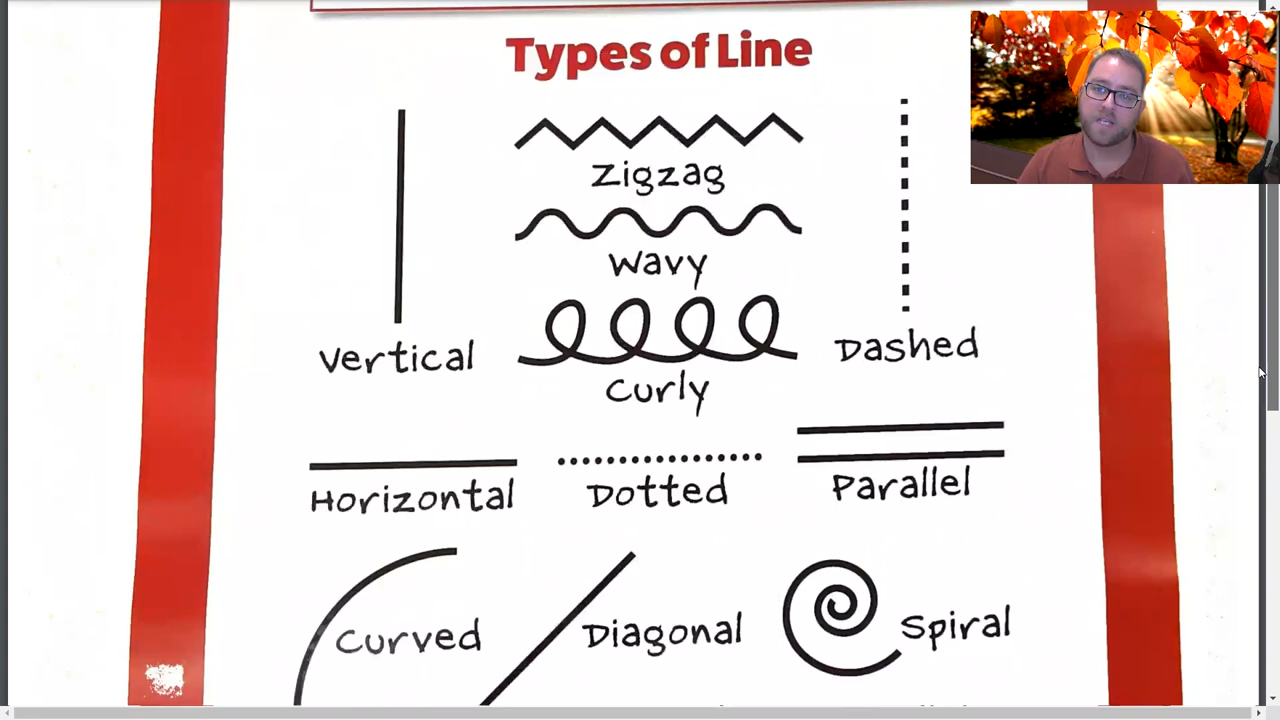 Types of Line
Zigzag
Wavy
Vertical
Curly
Dashed
Horizontal
Dotted
Parallel
Curved
Diagonal
Spiral